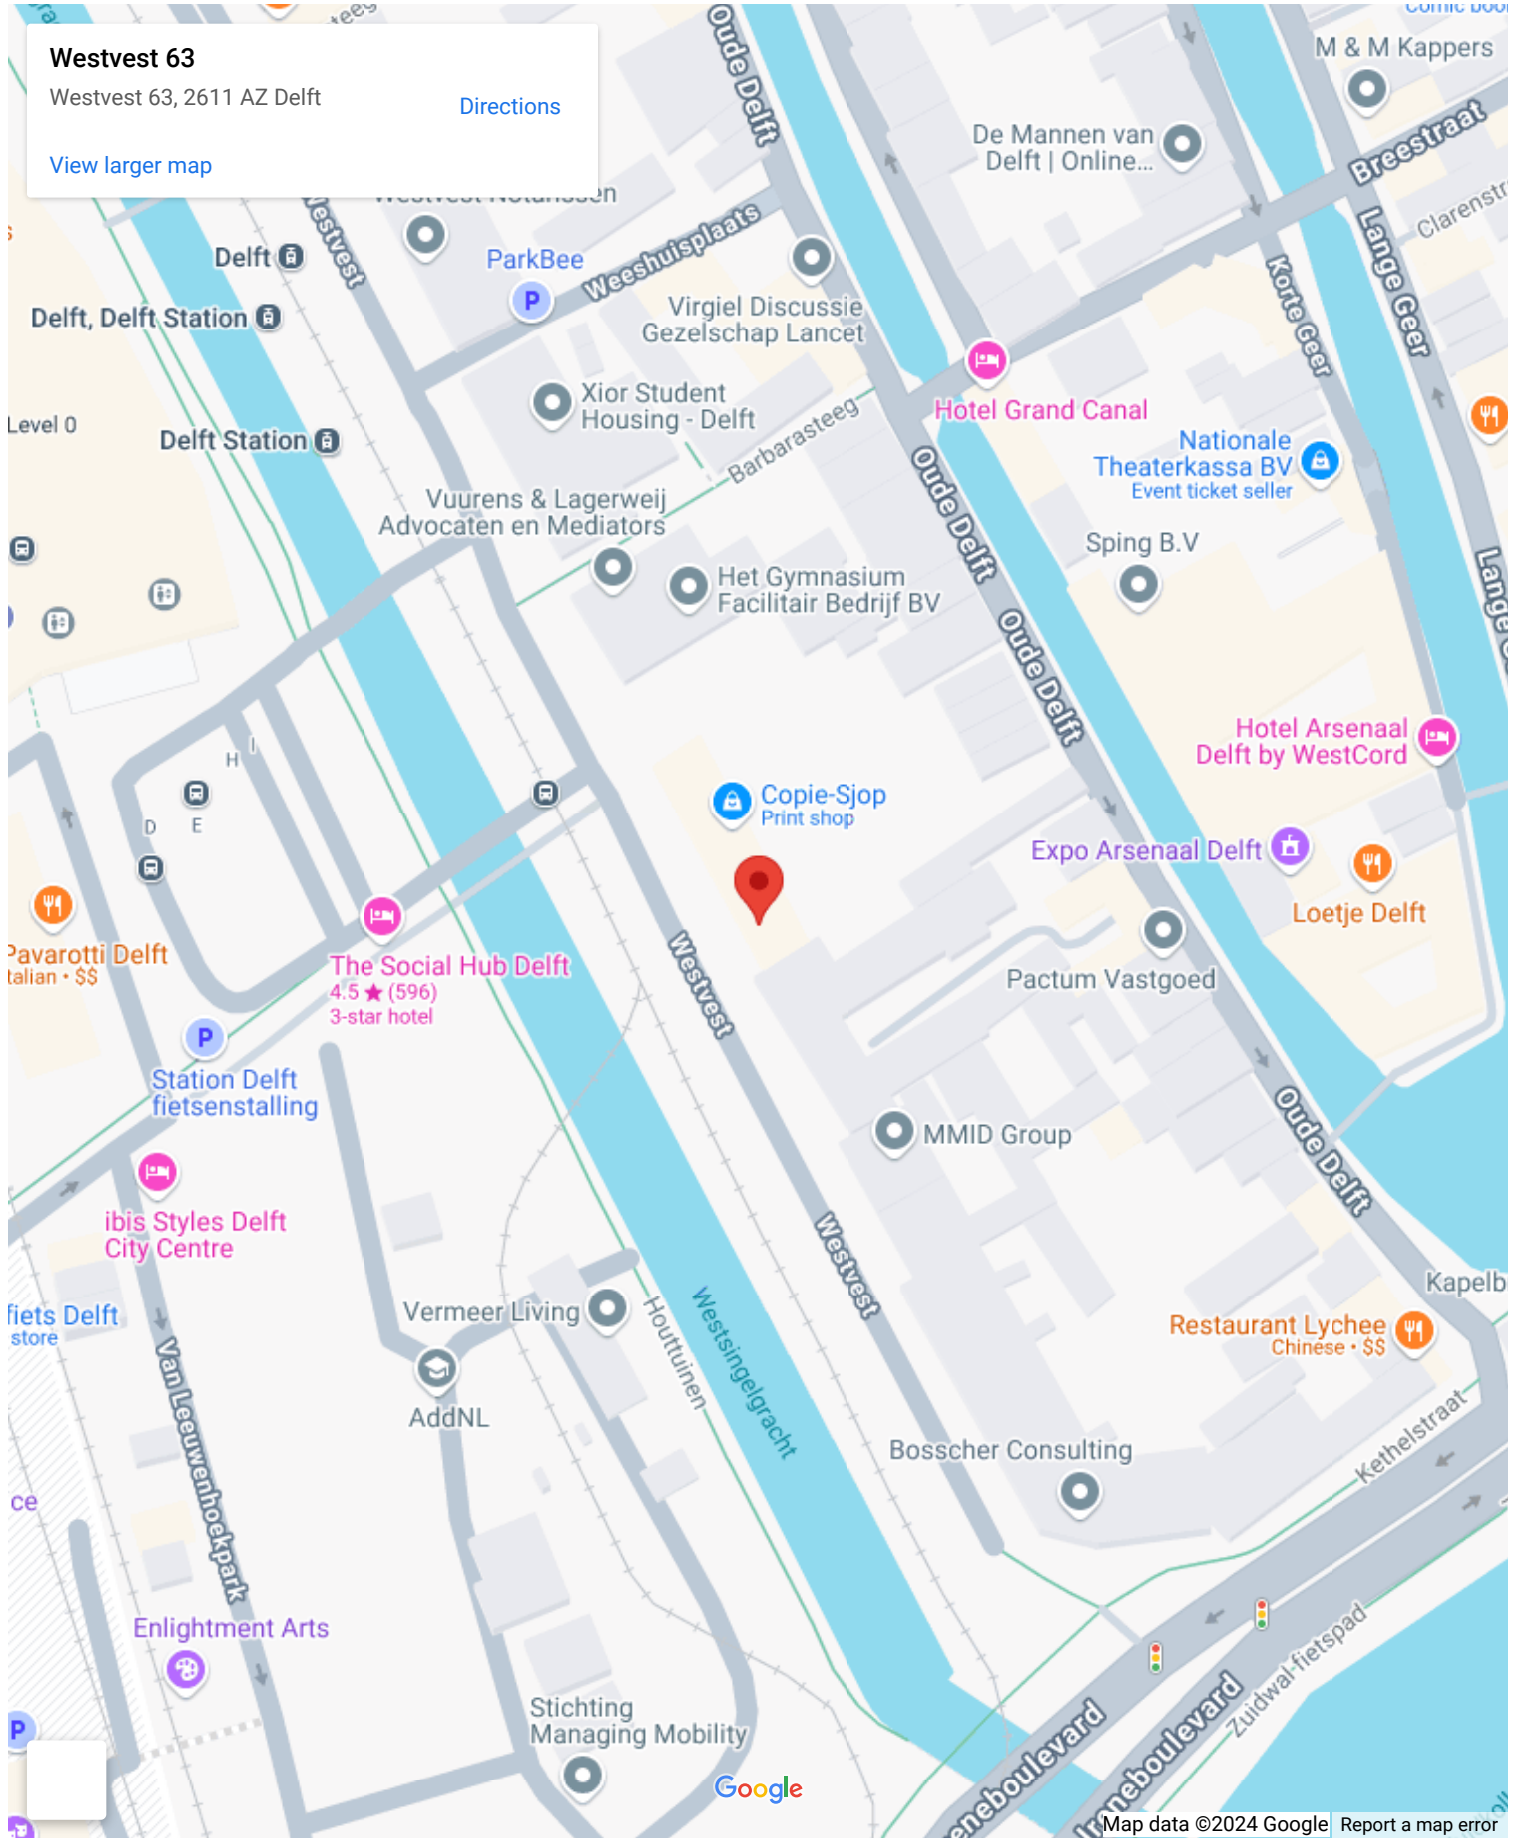 Westvest 63
Westvest 63, 2611 AZ Delft
Directions
View larger map
Oude Delft
M & M Kappers
De Mannen van
Delft | Online...
Breestraat
Lange Geer
Westvest
Delft
ParkBee
P
Weeshuisplaats
Virgiel Discussie
Gezelschap Lancet
Korte Geer
Delft, Delft Station
Xior Student
Housing - Delft
Hotel Grand Canal
Level 0
Delft Station
Barbarasteeg
Nationale
Theaterkassa BV
Event ticket seller
Vuurens & Lagerweij
Advocaten en Mediators
Oude Delft
Sping B.V
Het Gymnasium
Facilitair Bedrijf BV
Lange
Oude Delft
H
I
Hotel Arsenaal
Delft by WestCord
D
E
Copie-Sjop
Print shop
Expo Arsenaal Delft
Loetje Delft
Pavarotti Delft
talian • $$
The Social Hub Delft
4.5 ★ (596)
3-star hotel
Westvest
Pactum Vastgoed
P
Station Delft
fietsenstalling
MMID Group
Oude Delft
ibis Styles Delft
City Centre
Westvest
Kapelb
fiets Delft
store
Vermeer Living
Houttuinen
Westsingelgracht
Restaurant Lychee
Chinese • $$
Van Leeuwenhoekpark
AddNL
Bosscher Consulting
Kethelstraat
ce
Enlightment Arts
Stichting
Managing Mobility
Zuidwal-fietspad
P
Google
eneboulevard
Ireneboulevard
Map data ©2024 Google
Report a map error